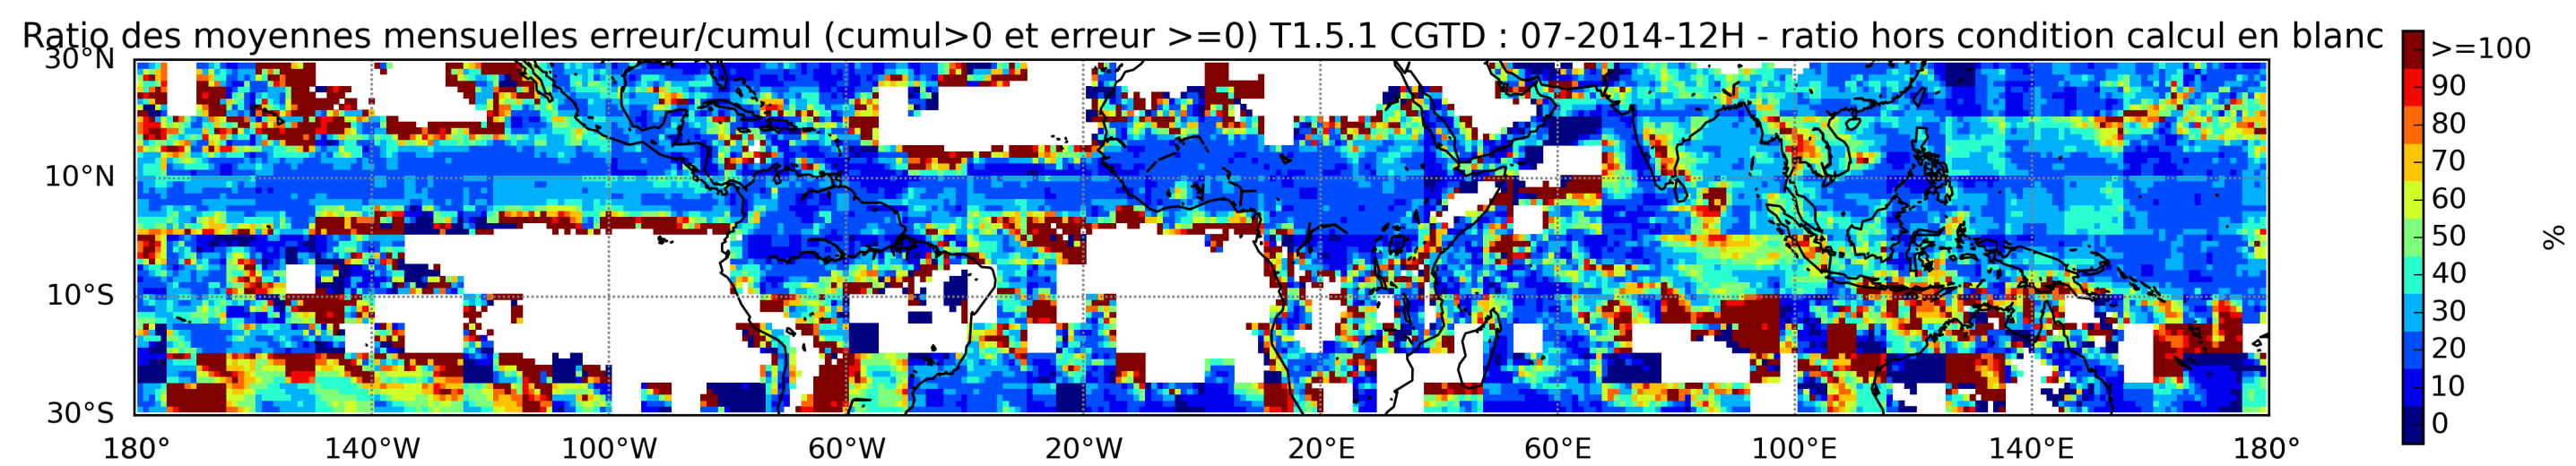 Ratio des moyennes mensuelles erreur/cumul (cumul>0 et erreur >=0) T1.5.1 CGTD : 07-2014-12H - ratio hors condition calcul en blanc
30°N
10°N
10°S
30°S
180°
140°W
100°W
60°W
20°W
20°E
60°E
100°E
140°E
180°
>=100
90
80
70
60
50
40
30
20
10
0
%